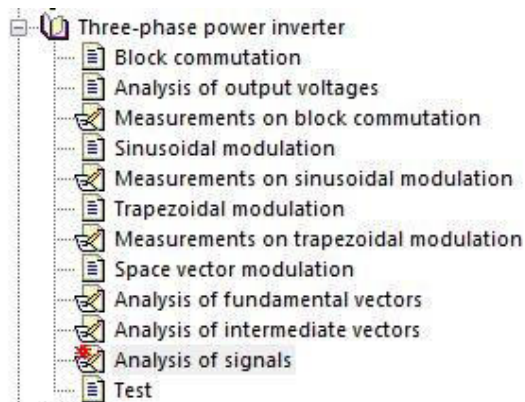 Three-phase power inverter
Block commutation
Analysis of output voltages
Measurements on block commutation
Sinusoidal modulation
Measurements on sinusoidal modulation
Trapezoidal modulation
Measurements on trapezoidal modulation
Space vector modulation
Analysis of fundamental vectors
Analysis of intermediate vectors
Analysis of signals
Test